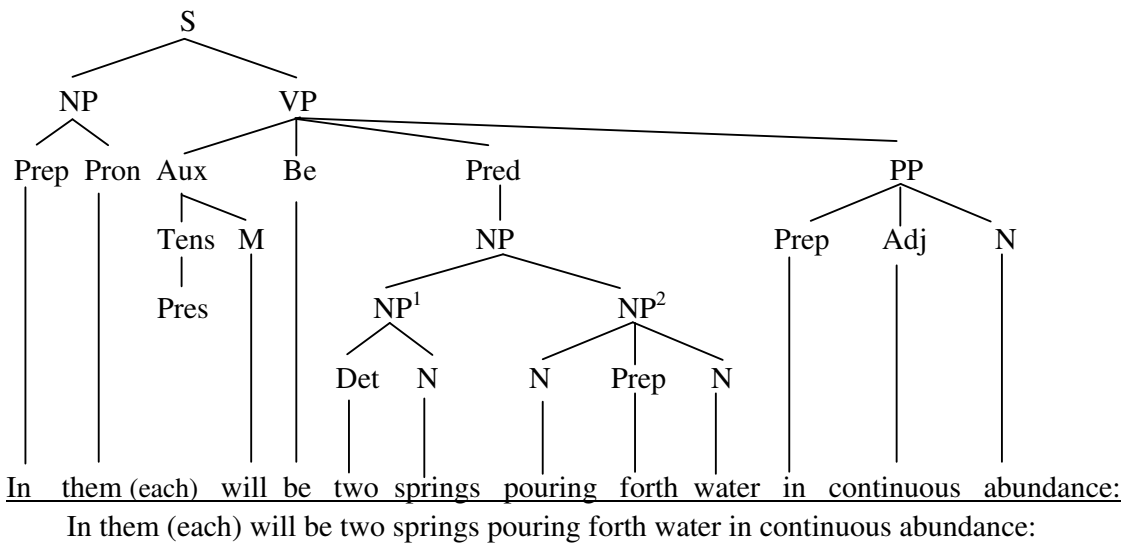 S
NP VP
Prep Pron Aux Be Pred PP
Tens M NP Prep Adj N
Pres NP¹ NP²
Det N N Prep N
In them (each) will be two springs pouring forth water in continuous abundance:
In them (each) will be two springs pouring forth water in continuous abundance: